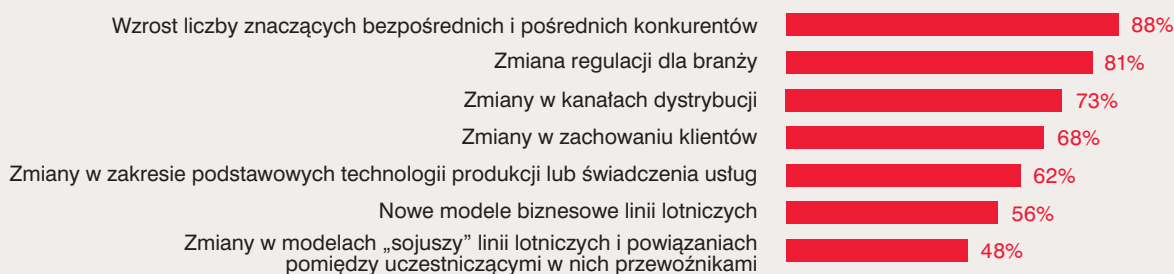 Wzrost liczby znaczących bezpośrednich i pośrednich konkurentów 88%
Zmiana regulacji dla branży 81%
Zmiany w kanałach dystrybucji 73%
Zmiany w zachowaniu klientów 68%
Zmiany w zakresie podstawowych technologii produkcji lub świadczenia usług 62%
Nowe modele biznesowe linii lotniczych 56%
Zmiany w modelach „sojuszy” linii lotniczych i powiązaniach
pomiędzy uczestniczącymi w nich przewoźnikami 48%